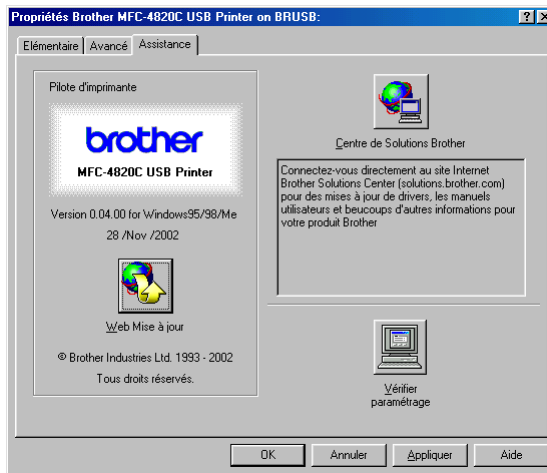 Propriétés Brother MFC-4820C USB Printer on BRUSB:
Elémentaire
Avancé
Assistance
Pilote d'imprimante
brother
MFC-4820C USB Printer
Version 0.04.00 for Windows95/98/Me
28 /Nov /2002
Web Mise à jour
© Brother Industries Ltd. 1993 - 2002
Tous droits réservés.
Centre de Solutions Brother
Connectez-vous directement au site Internet
Brother Solutions Center (solutions.brother.com)
pour des mises à jour de drivers, les manuels
utilisateurs et beucoups d'autres informations pour
votre produit Brother
Vérifier
paramétrage
OK
Annuler
Appliquer
Aide